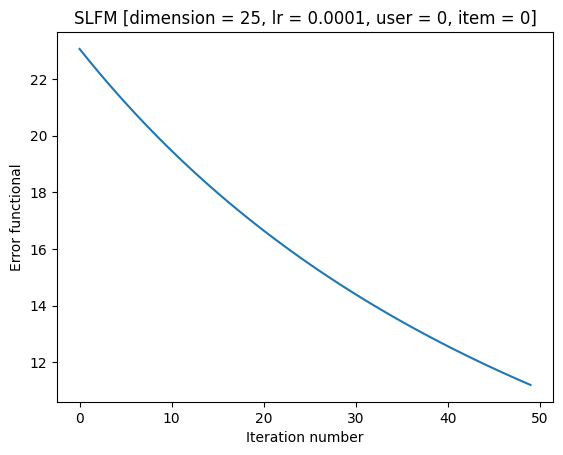 SLFM [dimension = 25, lr = 0.0001, user = 0, item = 0]
Error functional
22
20
18
16
14
12
0 10 20 30 40 50
Iteration number